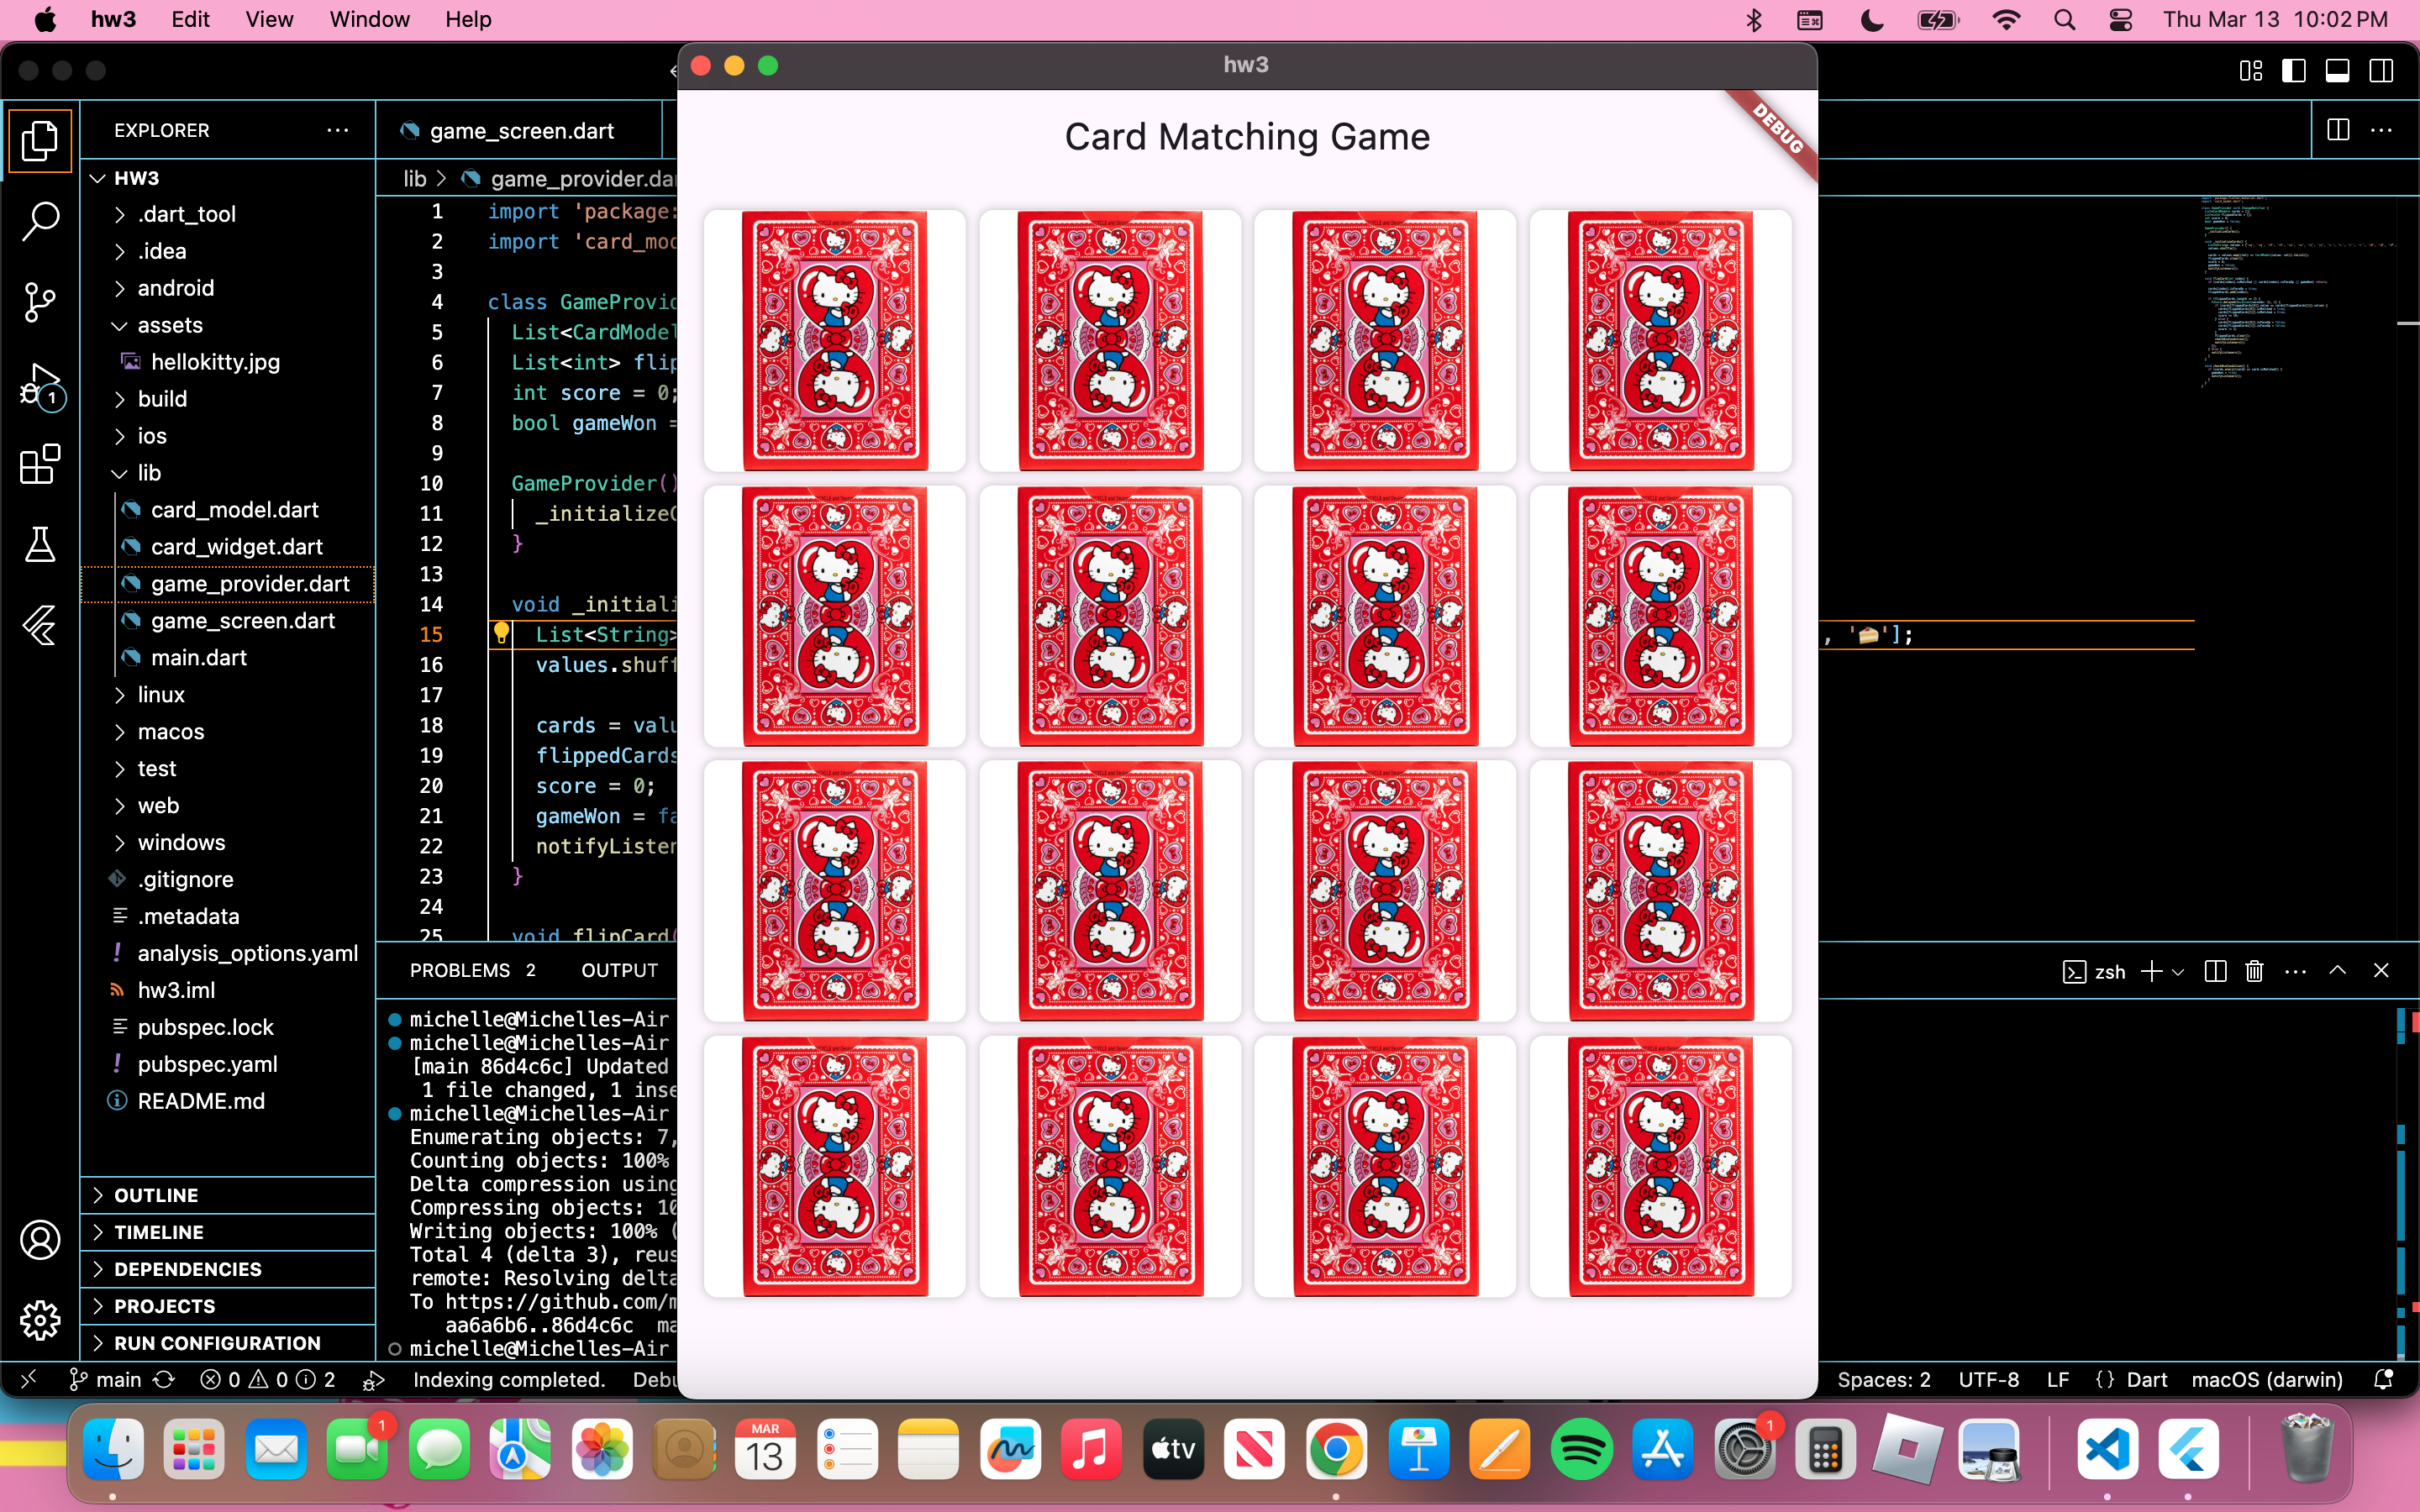 hw3 Edit View Window Help Thu Mar 13 10:02 PM
hw3
Card Matching Game
DEBUG
EXPLORER
HW3
.dart_tool
.idea
android
assets
hellokitty.jpg
build
ios
lib
card_model.dart
card_widget.dart
game_provider.dart
game_screen.dart
main.dart
linux
macos
test
web
windows
.gitignore
.metadata
analysis_options.yaml
hw3.iml
pubspec.lock
pubspec.yaml
README.md
OUTLINE
TIMELINE
DEPENDENCIES
PROJECTS
RUN CONFIGURATION
1
game_screen.dart
lib > game_provider.da
1 import 'package:
2 import 'card_mod
3
4 class GameProvid
5 List<CardModel
6 List<int> flip
7 int score = 0;
8 bool gameWon =
9
10 GameProvider()
11 _initializeC
12 }
13
14 void _initiali
15 List<String> , '🍰'];
16 values.shuff
17
18 cards = valu
19 flippedCards
20 score = 0;
21 gameWon = fa
22 notifyListen
23 }
24
25 void flipCard(
PROBLEMS 2 OUTPUT zsh
michelle@Michelles-Air
michelle@Michelles-Air
[main 86d4c6c] Updated
1 file changed, 1 inse
michelle@Michelles-Air
Enumerating objects: 7,
Counting objects: 100%
Delta compression using
Compressing objects: 10
Writing objects: 100% (
Total 4 (delta 3), reus
remote: Resolving delta
To https://github.com/m
aa6a6b6..86d4c6c ma
michelle@Michelles-Air
main 0 0 2 Indexing completed. Debu Spaces: 2 UTF-8 LF {} Dart macOS (darwin)
1 MAR
13 tv 1